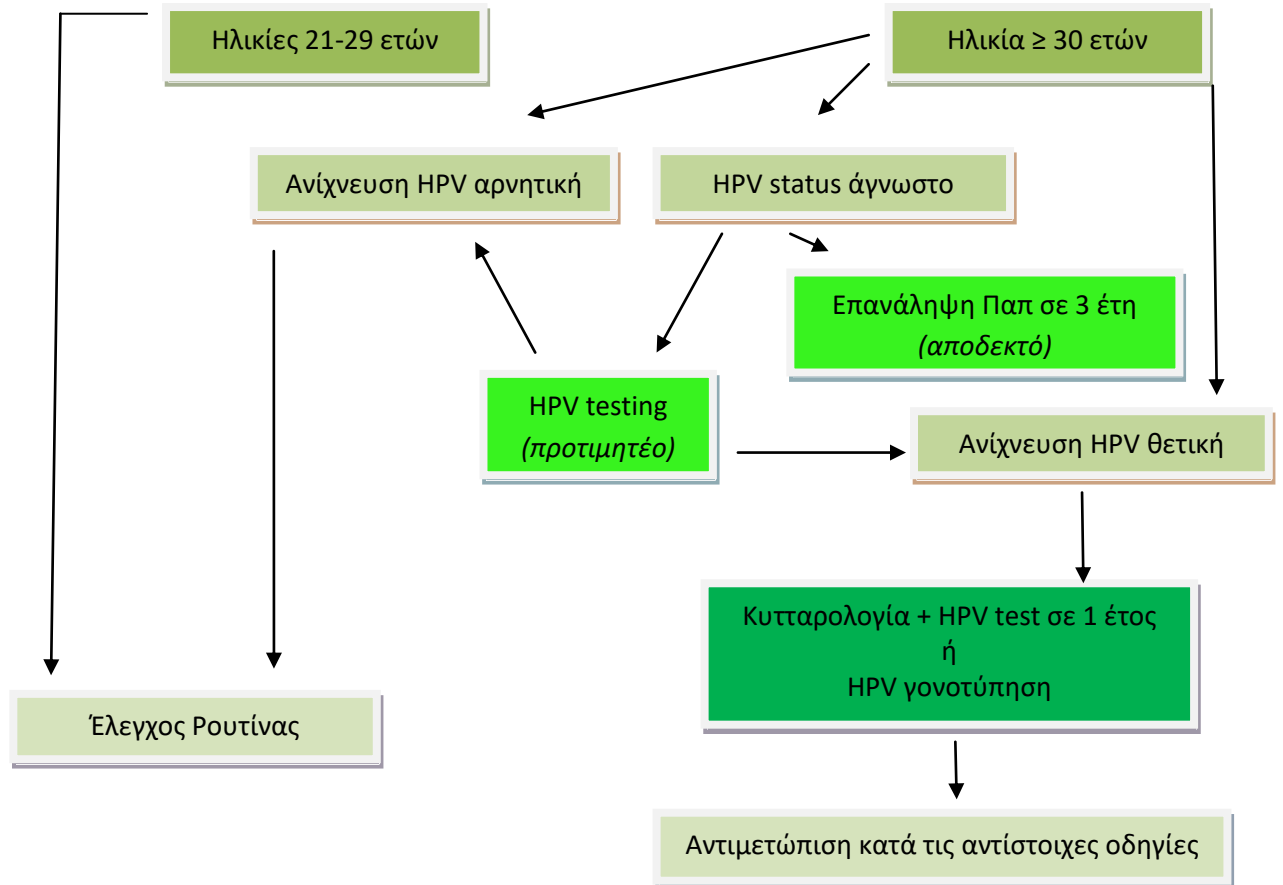 Ηλικίες 21-29 ετών
Ηλικία ≥ 30 ετών
Ανίχνευση HPV αρνητική
HPV status άγνωστο
Επανάληψη Παπ σε 3 έτη
(αποδεκτό)
HPV testing
(προτιμητέο)
Ανίχνευση HPV θετική
Κυτταρολογία + HPV test σε 1 έτος
ή
HPV γονοτύπηση
Έλεγχος Ρουτίνας
Αντιμετώπιση κατά τις αντίστοιχες οδηγίες